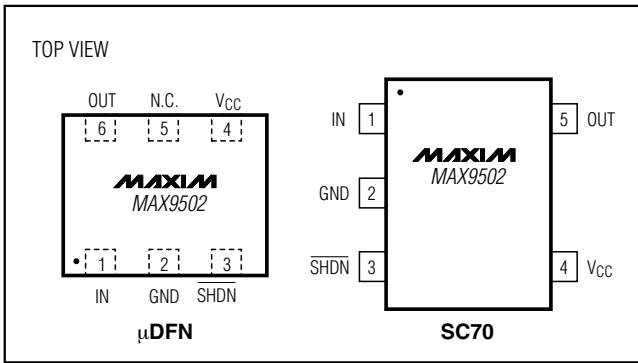 TOP VIEW
OUT N.C. VCC
6 5 4
MAXIM
MAX9502
1 2 3
IN GND SHDN
µDFN
IN 1 5 OUT
MAXIM
MAX9502
GND 2
SHDN 3 4 VCC
SC70